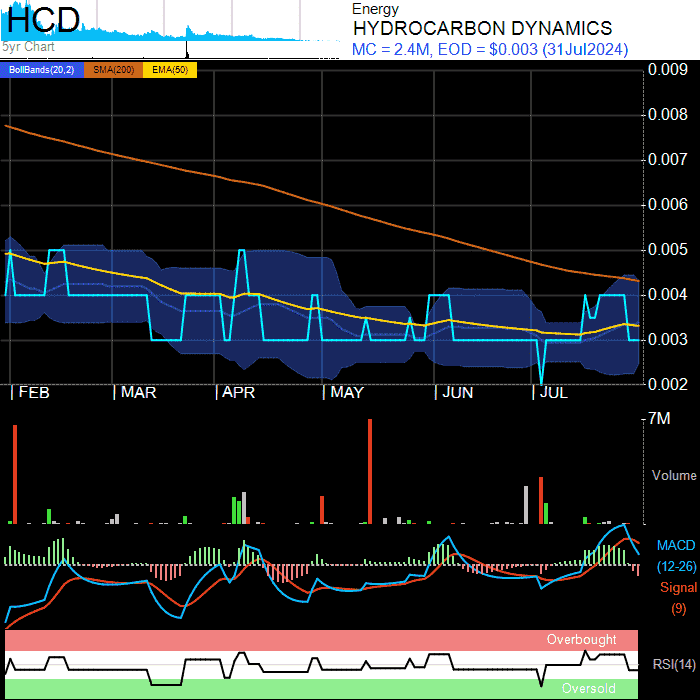 HCD
5yr Chart
Energy
HYDROCARBON DYNAMICS
MC = 2.4M, EOD = $0.003 (31Jul2024)
BollBands(20,2) SMA(200) EMA(50)
0.009
0.008
0.007
0.006
0.005
0.004
0.003
0.002
FEB MAR APR MAY JUN JUL
7M
Volume
MACD
(12-26)
Signal
(9)
Overbought
RSI(14)
Oversold